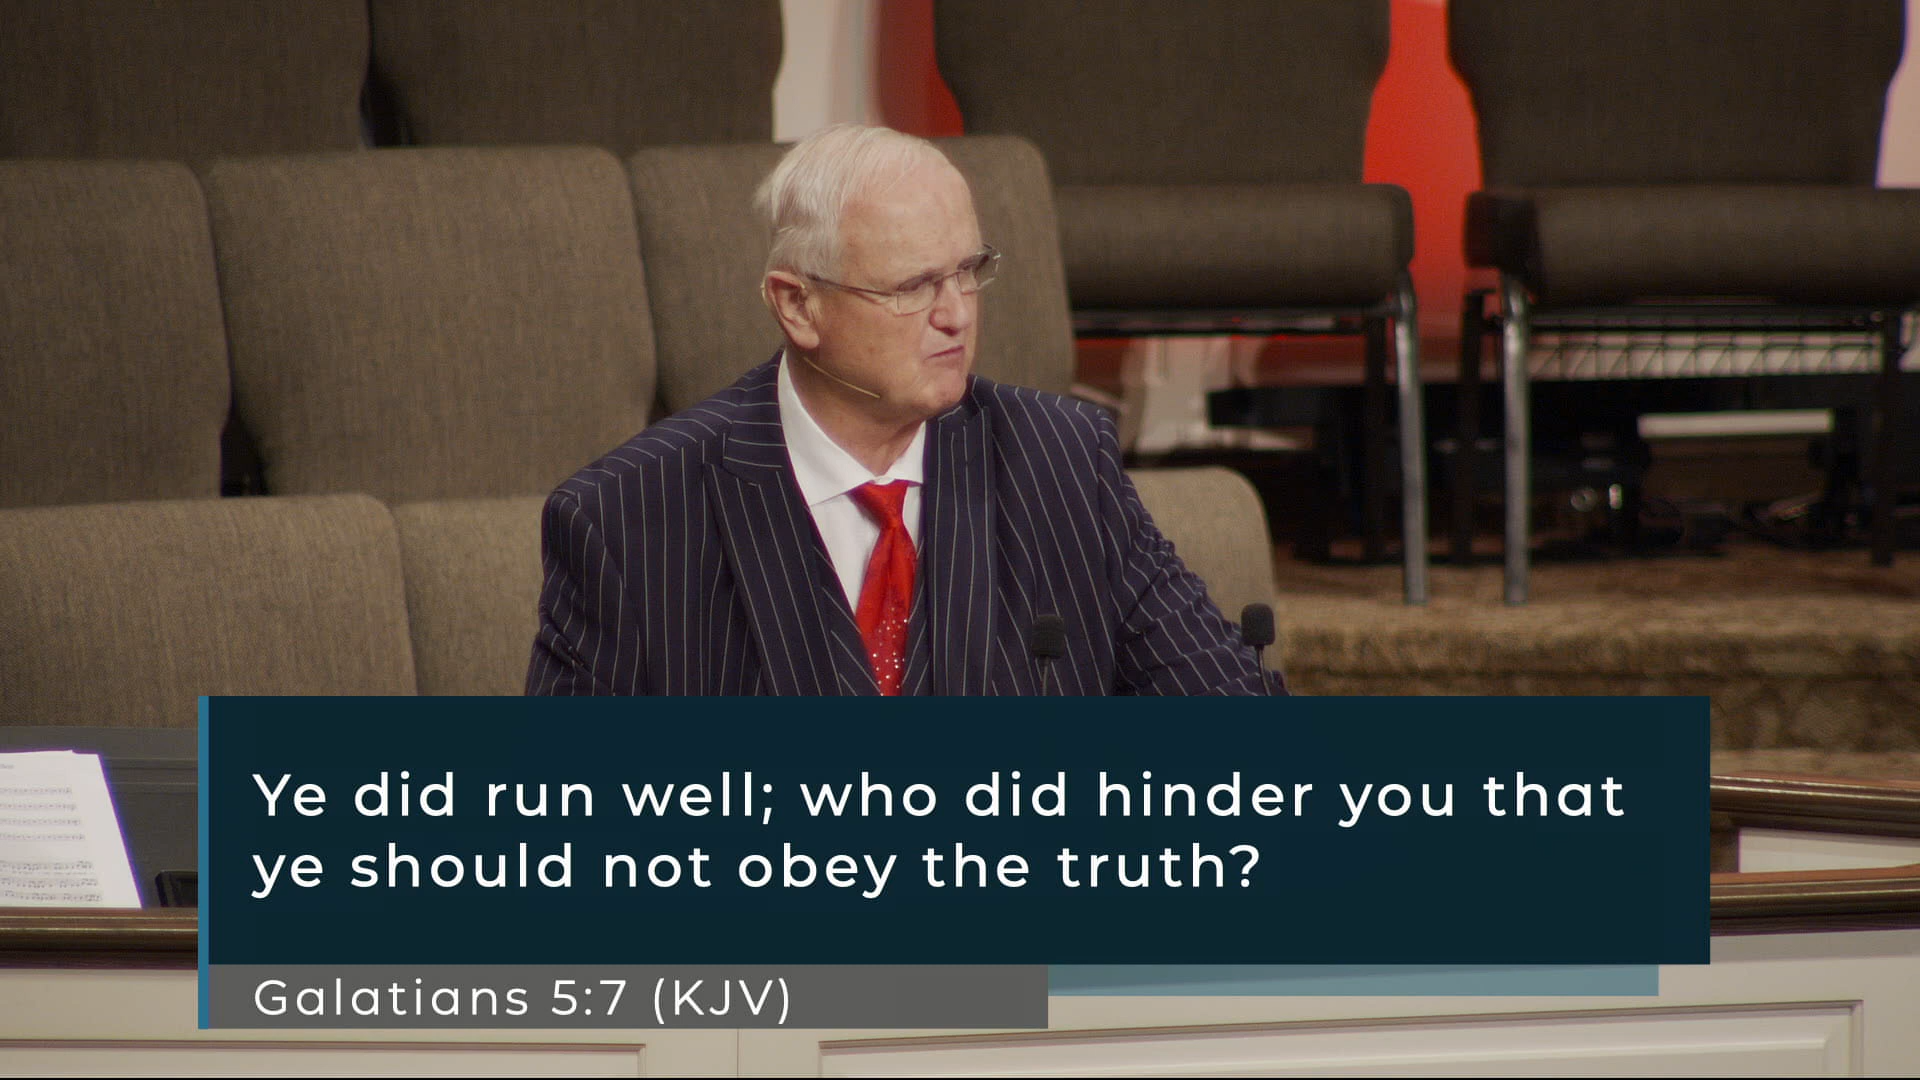 Ye did run well; who did hinder you that
ye should not obey the truth?
Galatians 5:7 (KJV)